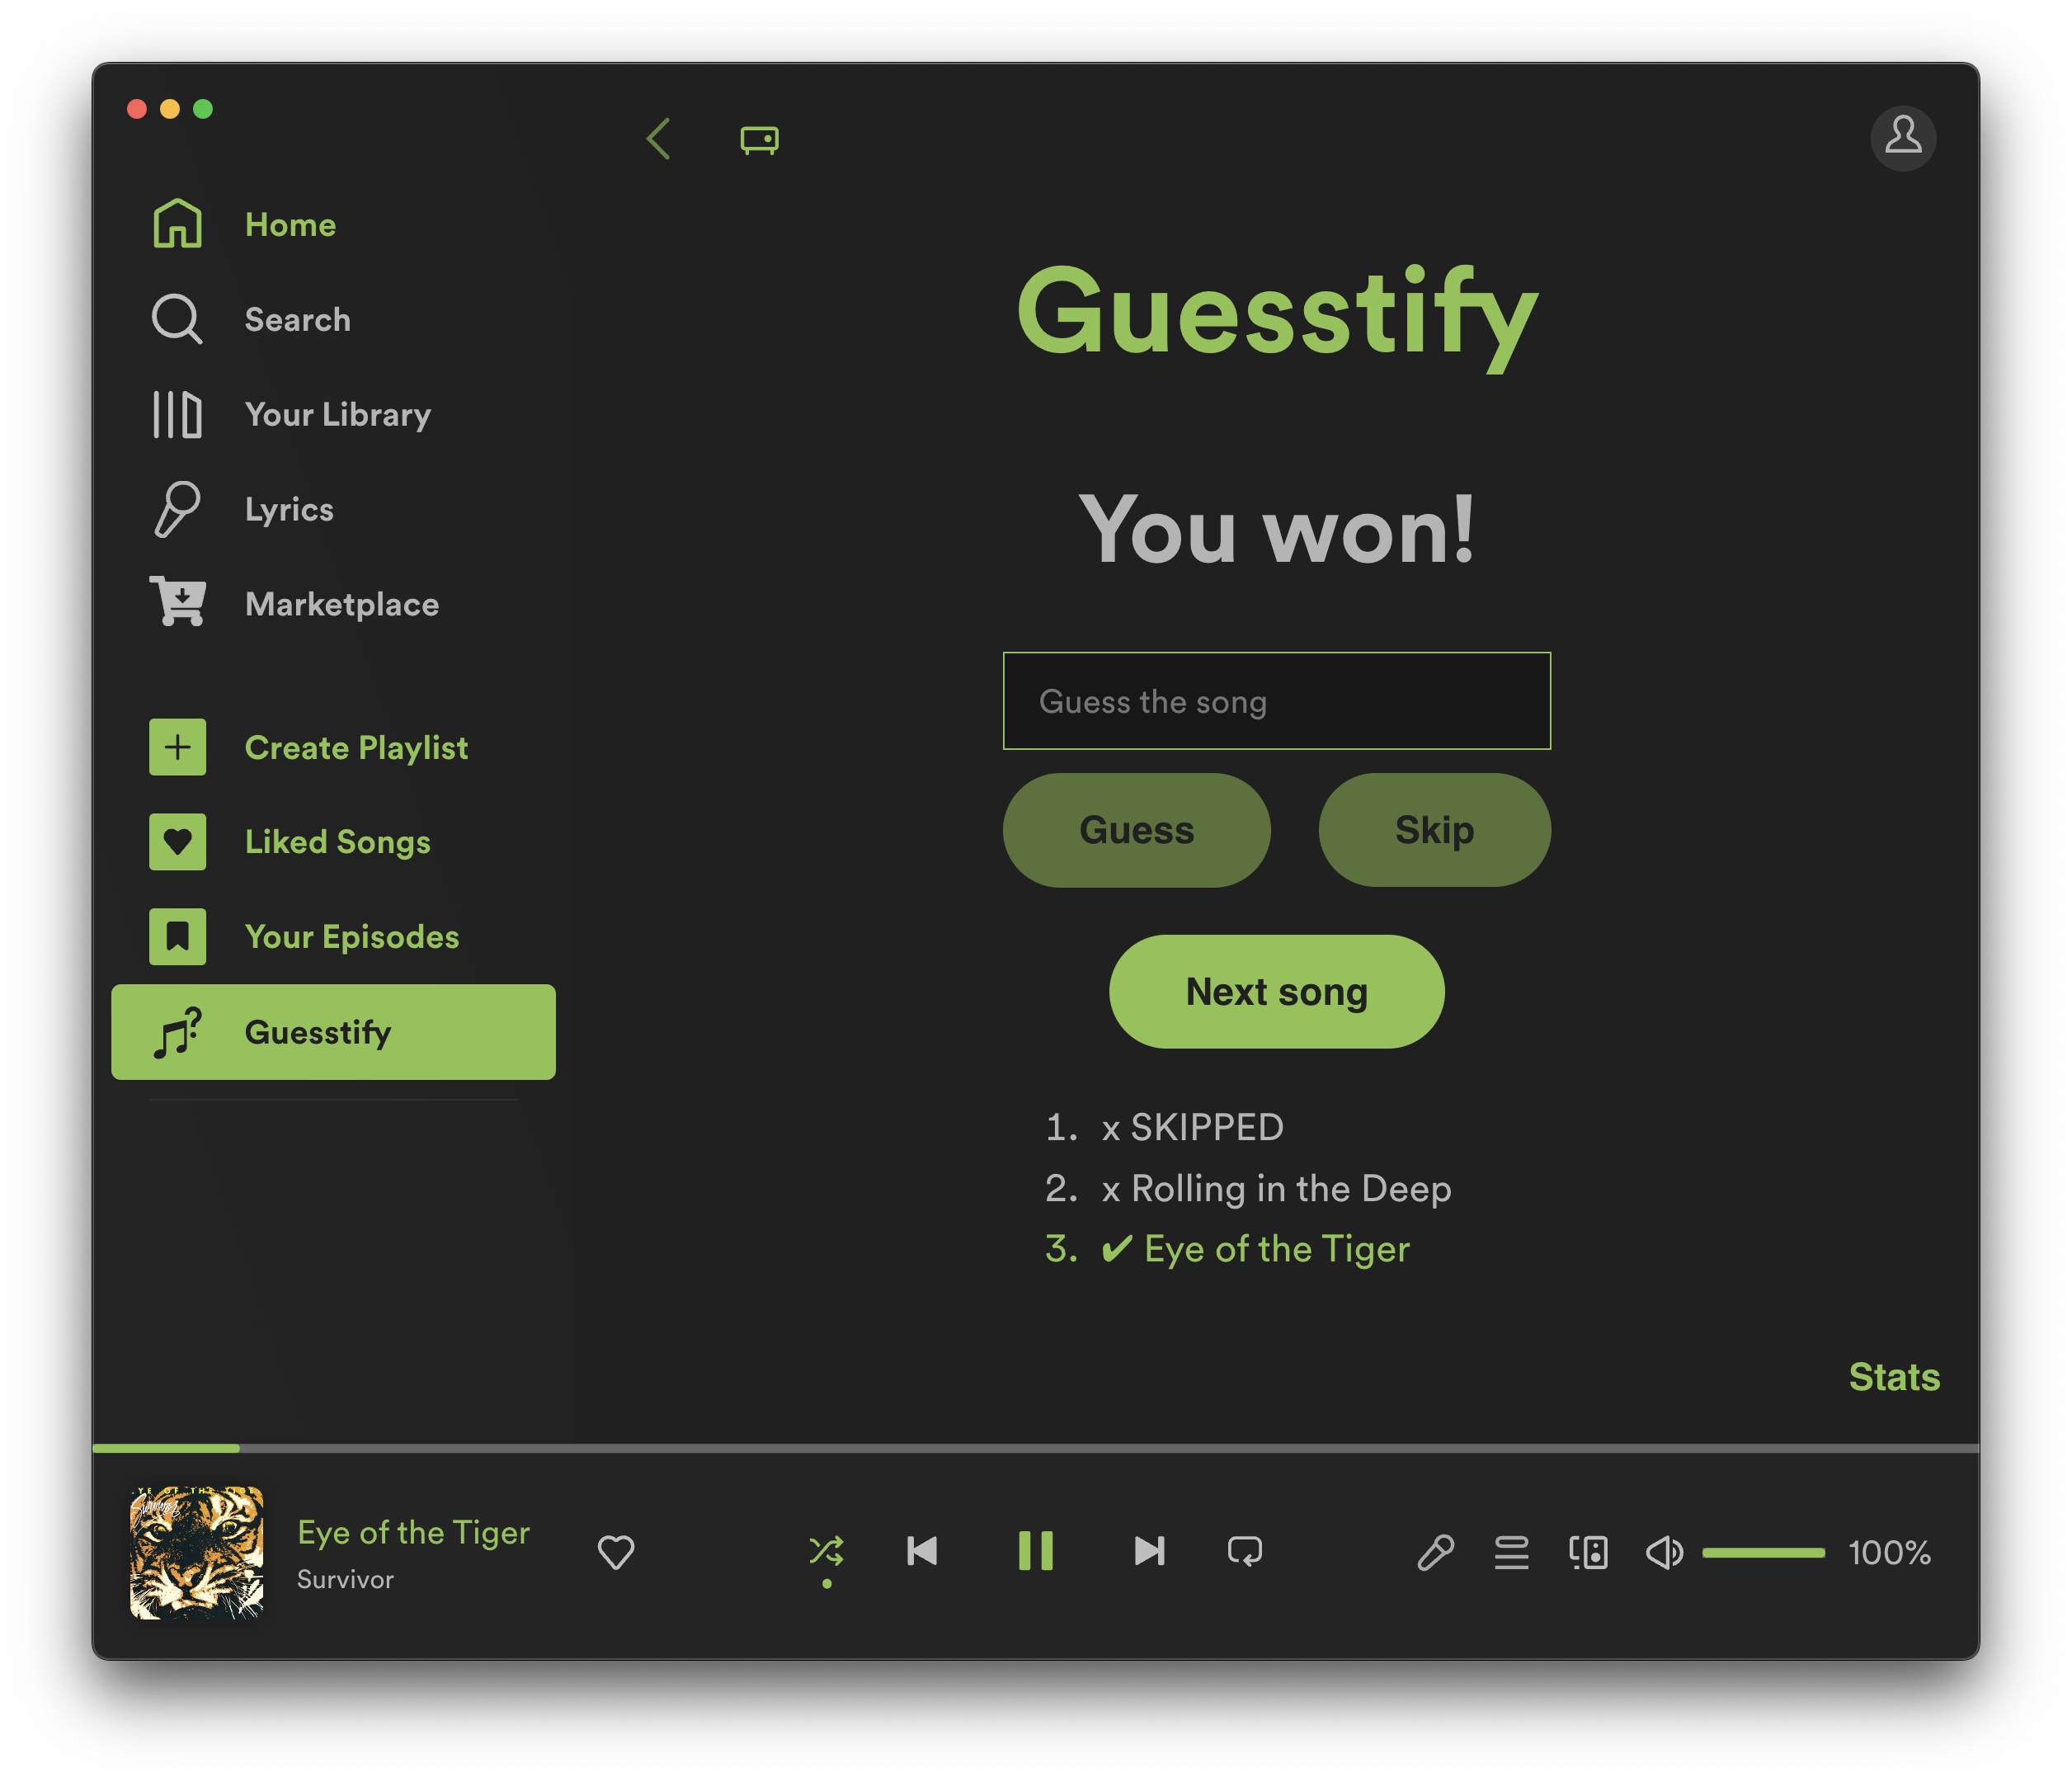 Home
Search
Your Library
Lyrics
Marketplace
Create Playlist
Liked Songs
Your Episodes
Guesstify
Guesstify
You won!
Guess the song
Guess
Skip
Next song
1. x SKIPPED
2. x Rolling in the Deep
3. ✔ Eye of the Tiger
Stats
Survivor
Eye of the Tiger
Survivor
100%